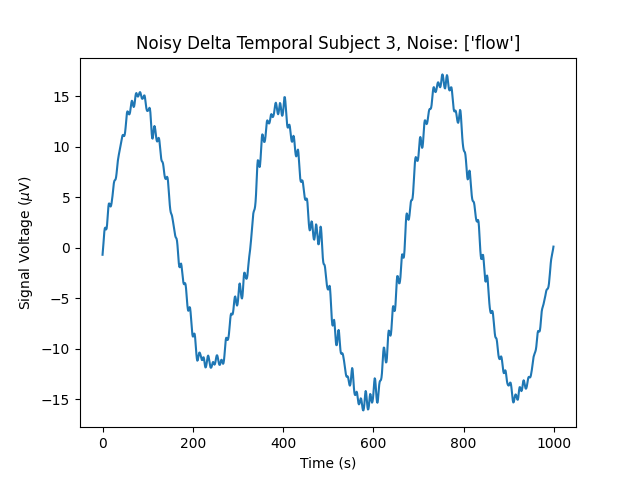 Noisy Delta Temporal Subject 3, Noise: ['flow']
15
10
5
0
−5
−10
−15
Signal Voltage (μV)
0 200 400 600 800 1000
Time (s)